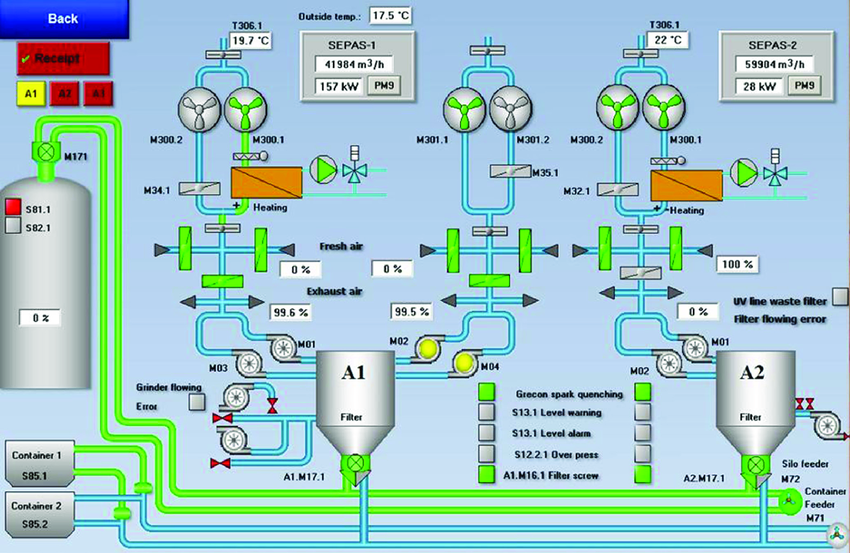 Back
Receipt
A1
A2
A1
Outside temp.: 17.5 °C
T306.1
19.7 °C
SEPAS-1
41984 m³/h
157 kW
PM9
T306.1
22 °C
SEPAS-2
59904 m³/h
28 kW
PM9
M300.2
M300.1
M301.1
M301.2
M300.2
M300.1
M171
M34.1
M35.1
M32.1
+
Heating
+ -
Heating
S81.1
S82.1
0 %
Fresh air
0 %
0 %
100 %
Exhaust air
99.6 %
99.5 %
0 %
UV line waste filter
Filter flowing error
M01
M03
M02
M04
M01
M02
A1
Filter
A2
Filter
Grinder flowing
Error
Grecon spark quenching
S13.1 Level warning
S13.1 Level alarm
S12.2.1 Over press
A1.M16.1 Filter screw
A1.M17.1
A2.M17.1
Silo feeder
M72
Container
Feeder
M71
Container 1
S85.1
Container 2
S85.2